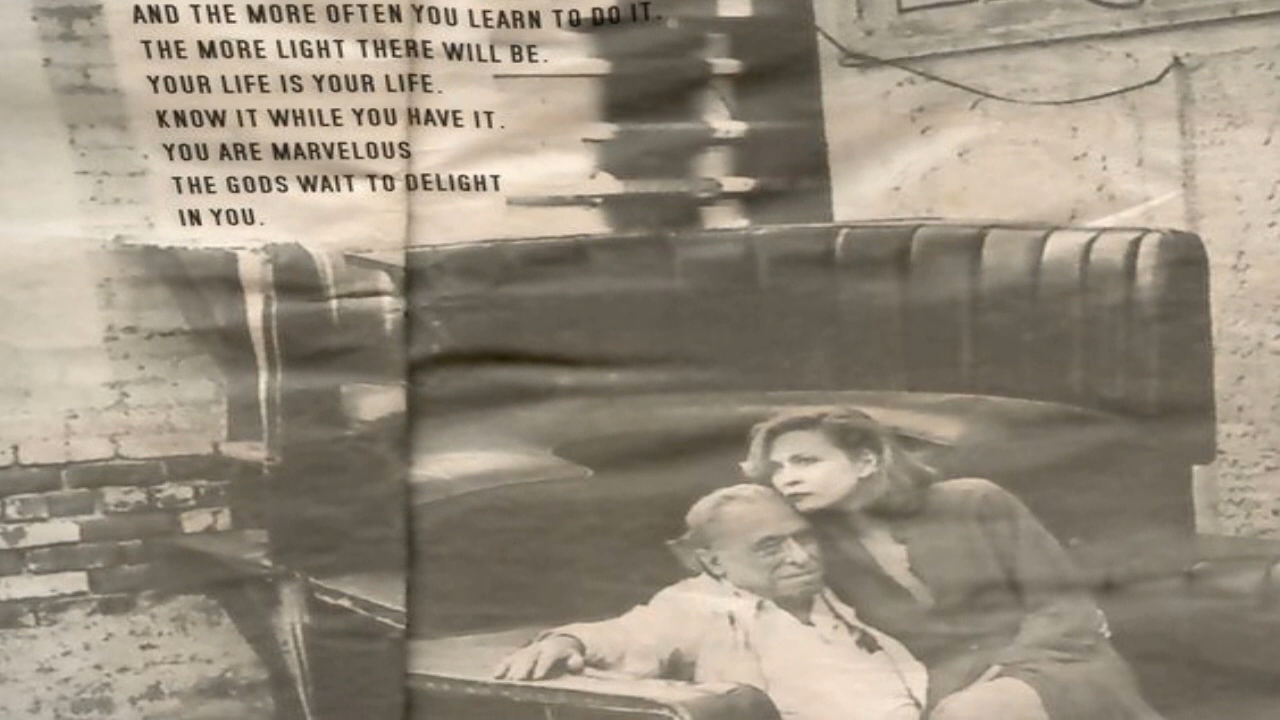 AND THE MORE OFTEN YOU LEARN TO DO IT.
THE MORE LIGHT THERE WILL BE.
YOUR LIFE IS YOUR LIFE.
KNOW IT WHILE YOU HAVE IT.
YOU ARE MARVELOUS
THE GODS WAIT TO DELIGHT
IN YOU.